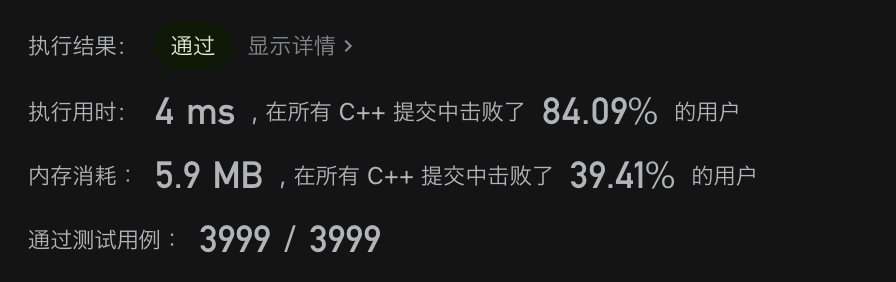 执行结果: 通过 显示详情 >
执行用时: 4 ms , 在所有 C++ 提交中击败了 84.09% 的用户
内存消耗: 5.9 MB , 在所有 C++ 提交中击败了 39.41% 的用户
通过测试用例: 3999 / 3999